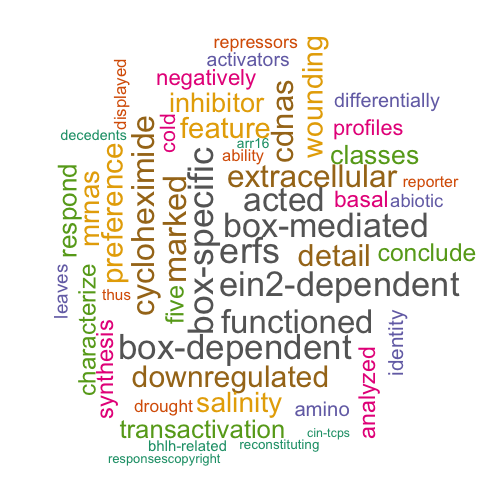 repressors
activators
displayed
negatively
wounding
inhibitor
differentially
cold
cdnas
decedents
feature
profiles
arr16
ability
classes
mrnas
preference
cycloheximide
box-specific
extracellular
reporter
respond
marked
acted
basal
abiotic
box-mediated
erfs
detail
conclude
leaves
thus
characterize
five
ein2-dependent
identity
synthesis
functioned
box-dependent
analyzed
downregulated
drought
salinity
amino
transactivation
cin-tcps
bhlh-related
reconstituting
responsescopyright